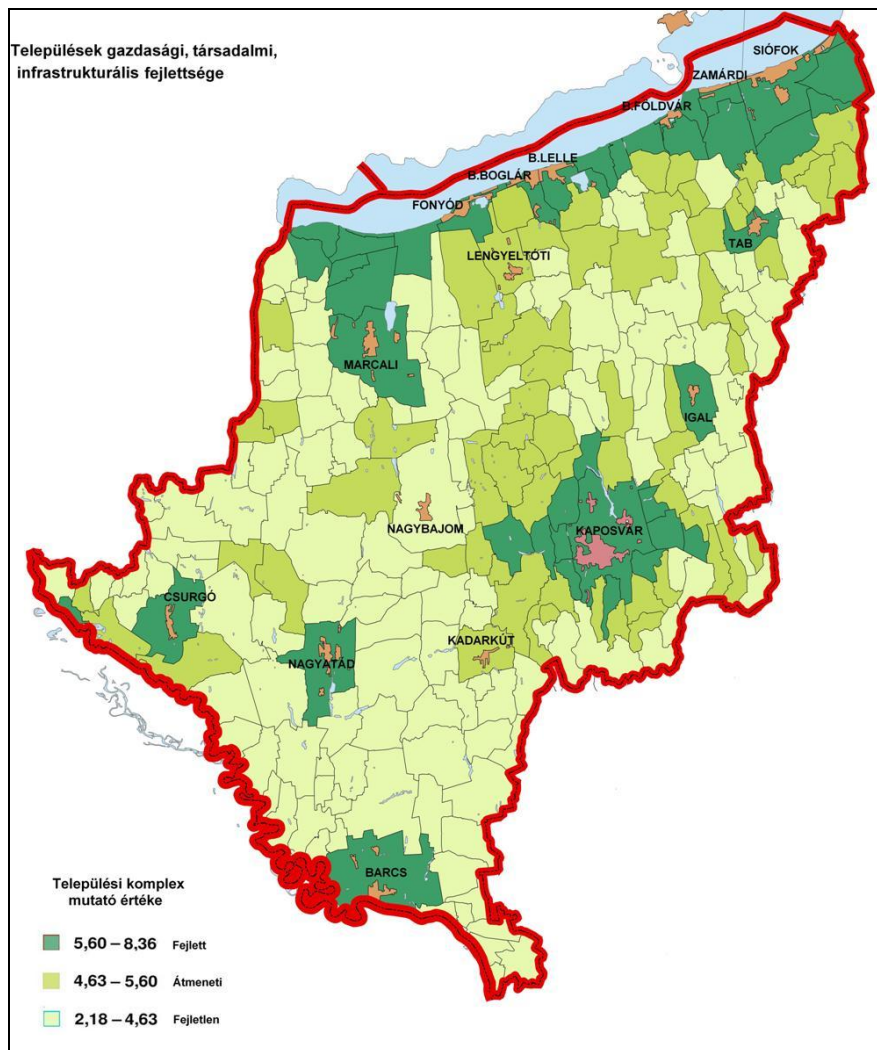 Települések gazdasági, társadalmi,
infrastrukturális fejlettsége
SIÓFOK
ZAMÁRDI
B.FÖLDVÁR
B.LELLE
B.BOGLÁR
FONYÓD
TAB
LENGYELTÓTI
MARCALI
IGAL
NAGYBAJOM
KAPOSVÁR
CSURGÓ
KADARKÚT
NAGYATÁD
BARCS
Települési komplex
mutató értéke
5,60 – 8,36 Fejlett
4,63 – 5,60 Átmeneti
2,18 – 4,63 Fejletlen